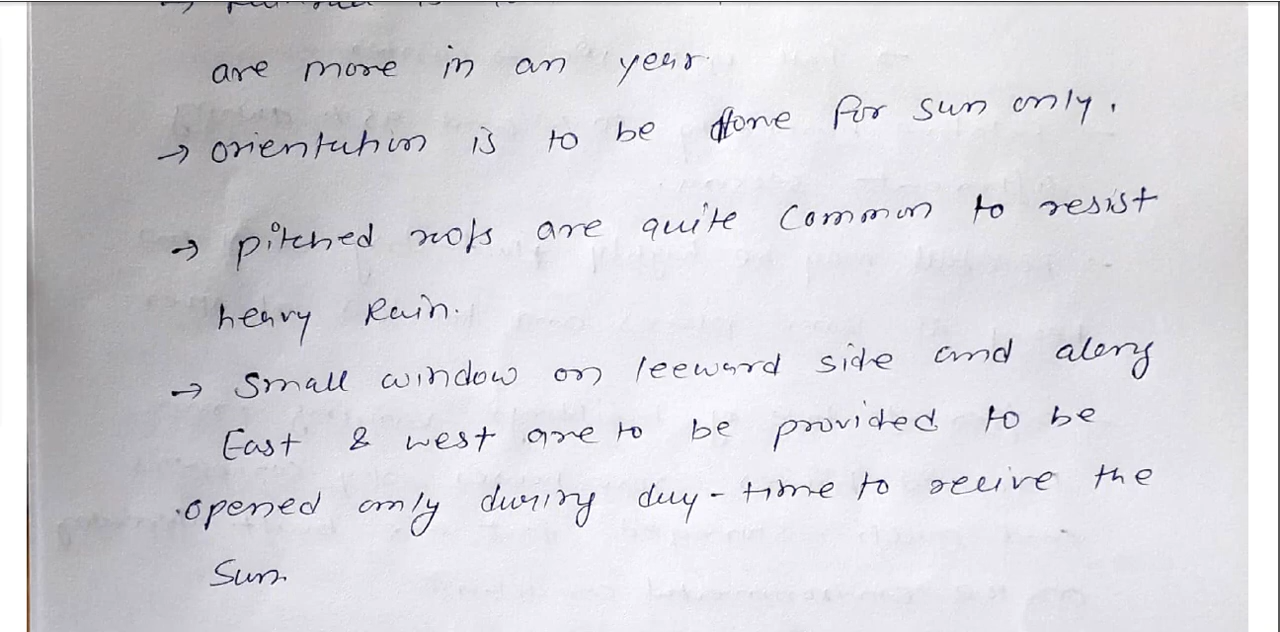 are more in an year.
→ orientation is to be done for sun only.
→ pitched roofs are quite common to resist
heavy Rain.
→ Small window on leeward side and along
East & west are to be provided to be
opened only during day-time to recive the
Sun.